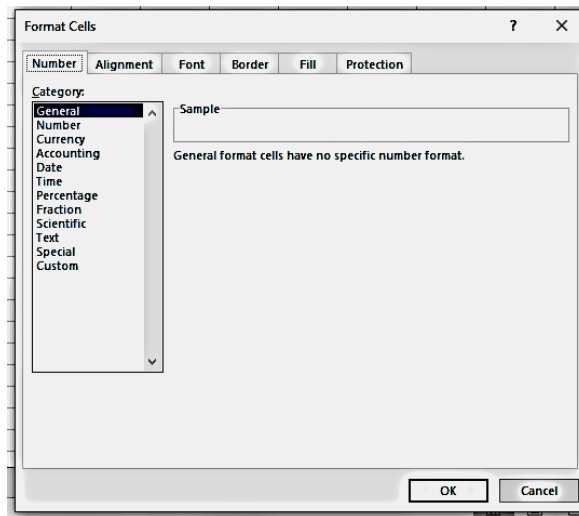 Format Cells ?
Number Alignment Font Border Fill Protection
Category:
General
Number
Currency
Accounting
Date
Time
Percentage
Fraction
Scientific
Text
Special
Custom
Sample
General format cells have no specific number format.
OK Cancel